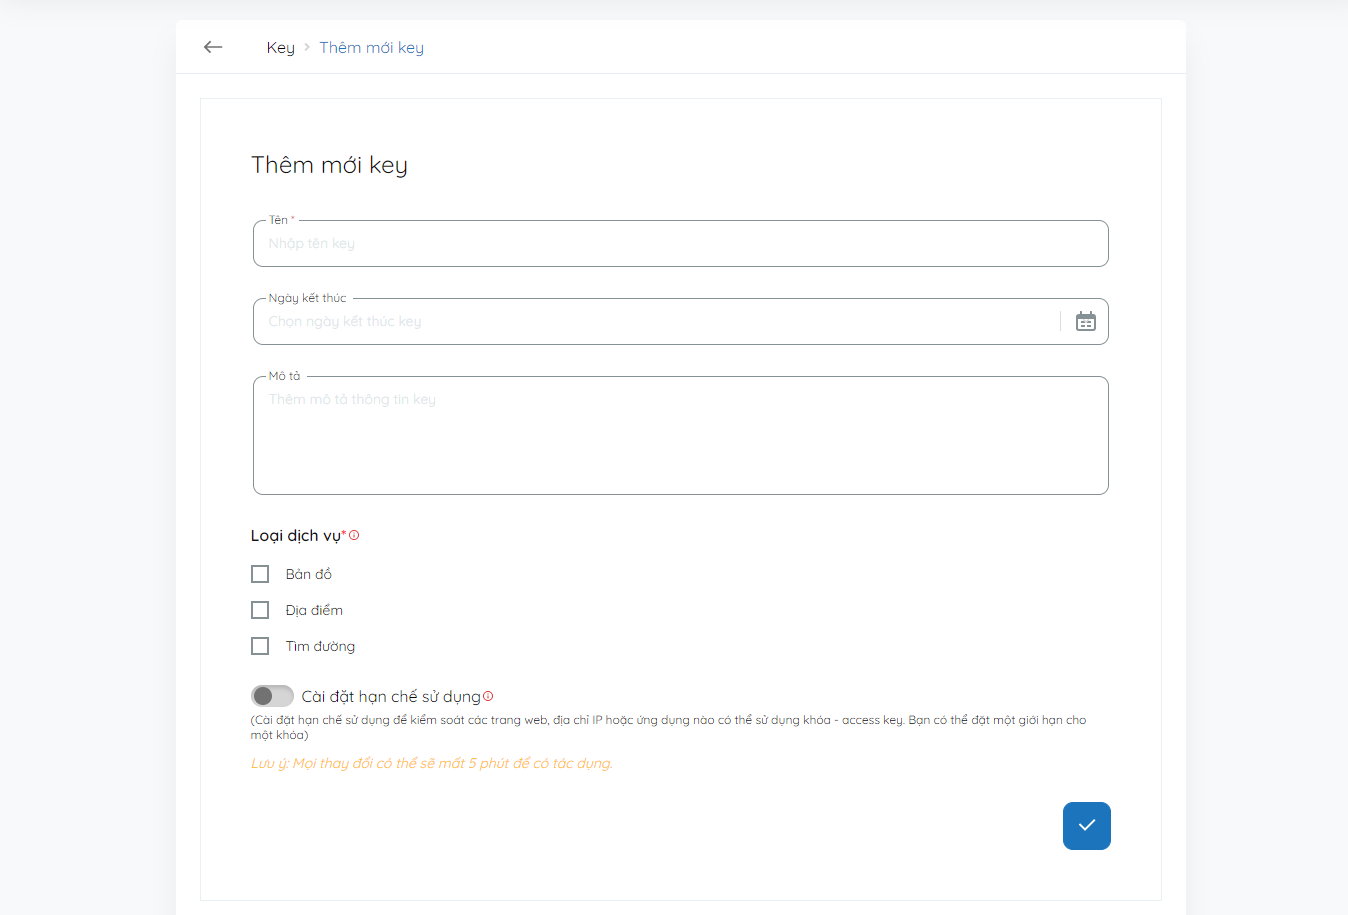 Key > Thêm mới key
Thêm mới key
Tên *
Nhập tên key
Ngày kết thúc
Chọn ngày kết thúc key
Mô tả
Thêm mô tả thông tin key
Loại dịch vụ*
Bản đồ
Địa điểm
Tìm đường
Cài đặt hạn chế sử dụng
(Cài đặt hạn chế sử dụng để kiểm soát các trang web, địa chỉ IP hoặc ứng dụng nào có thể sử dụng khóa - access key. Bạn có thể đặt một giới hạn cho
một khóa)
Lưu ý: Mọi thay đổi có thể sẽ mất 5 phút để có tác dụng.